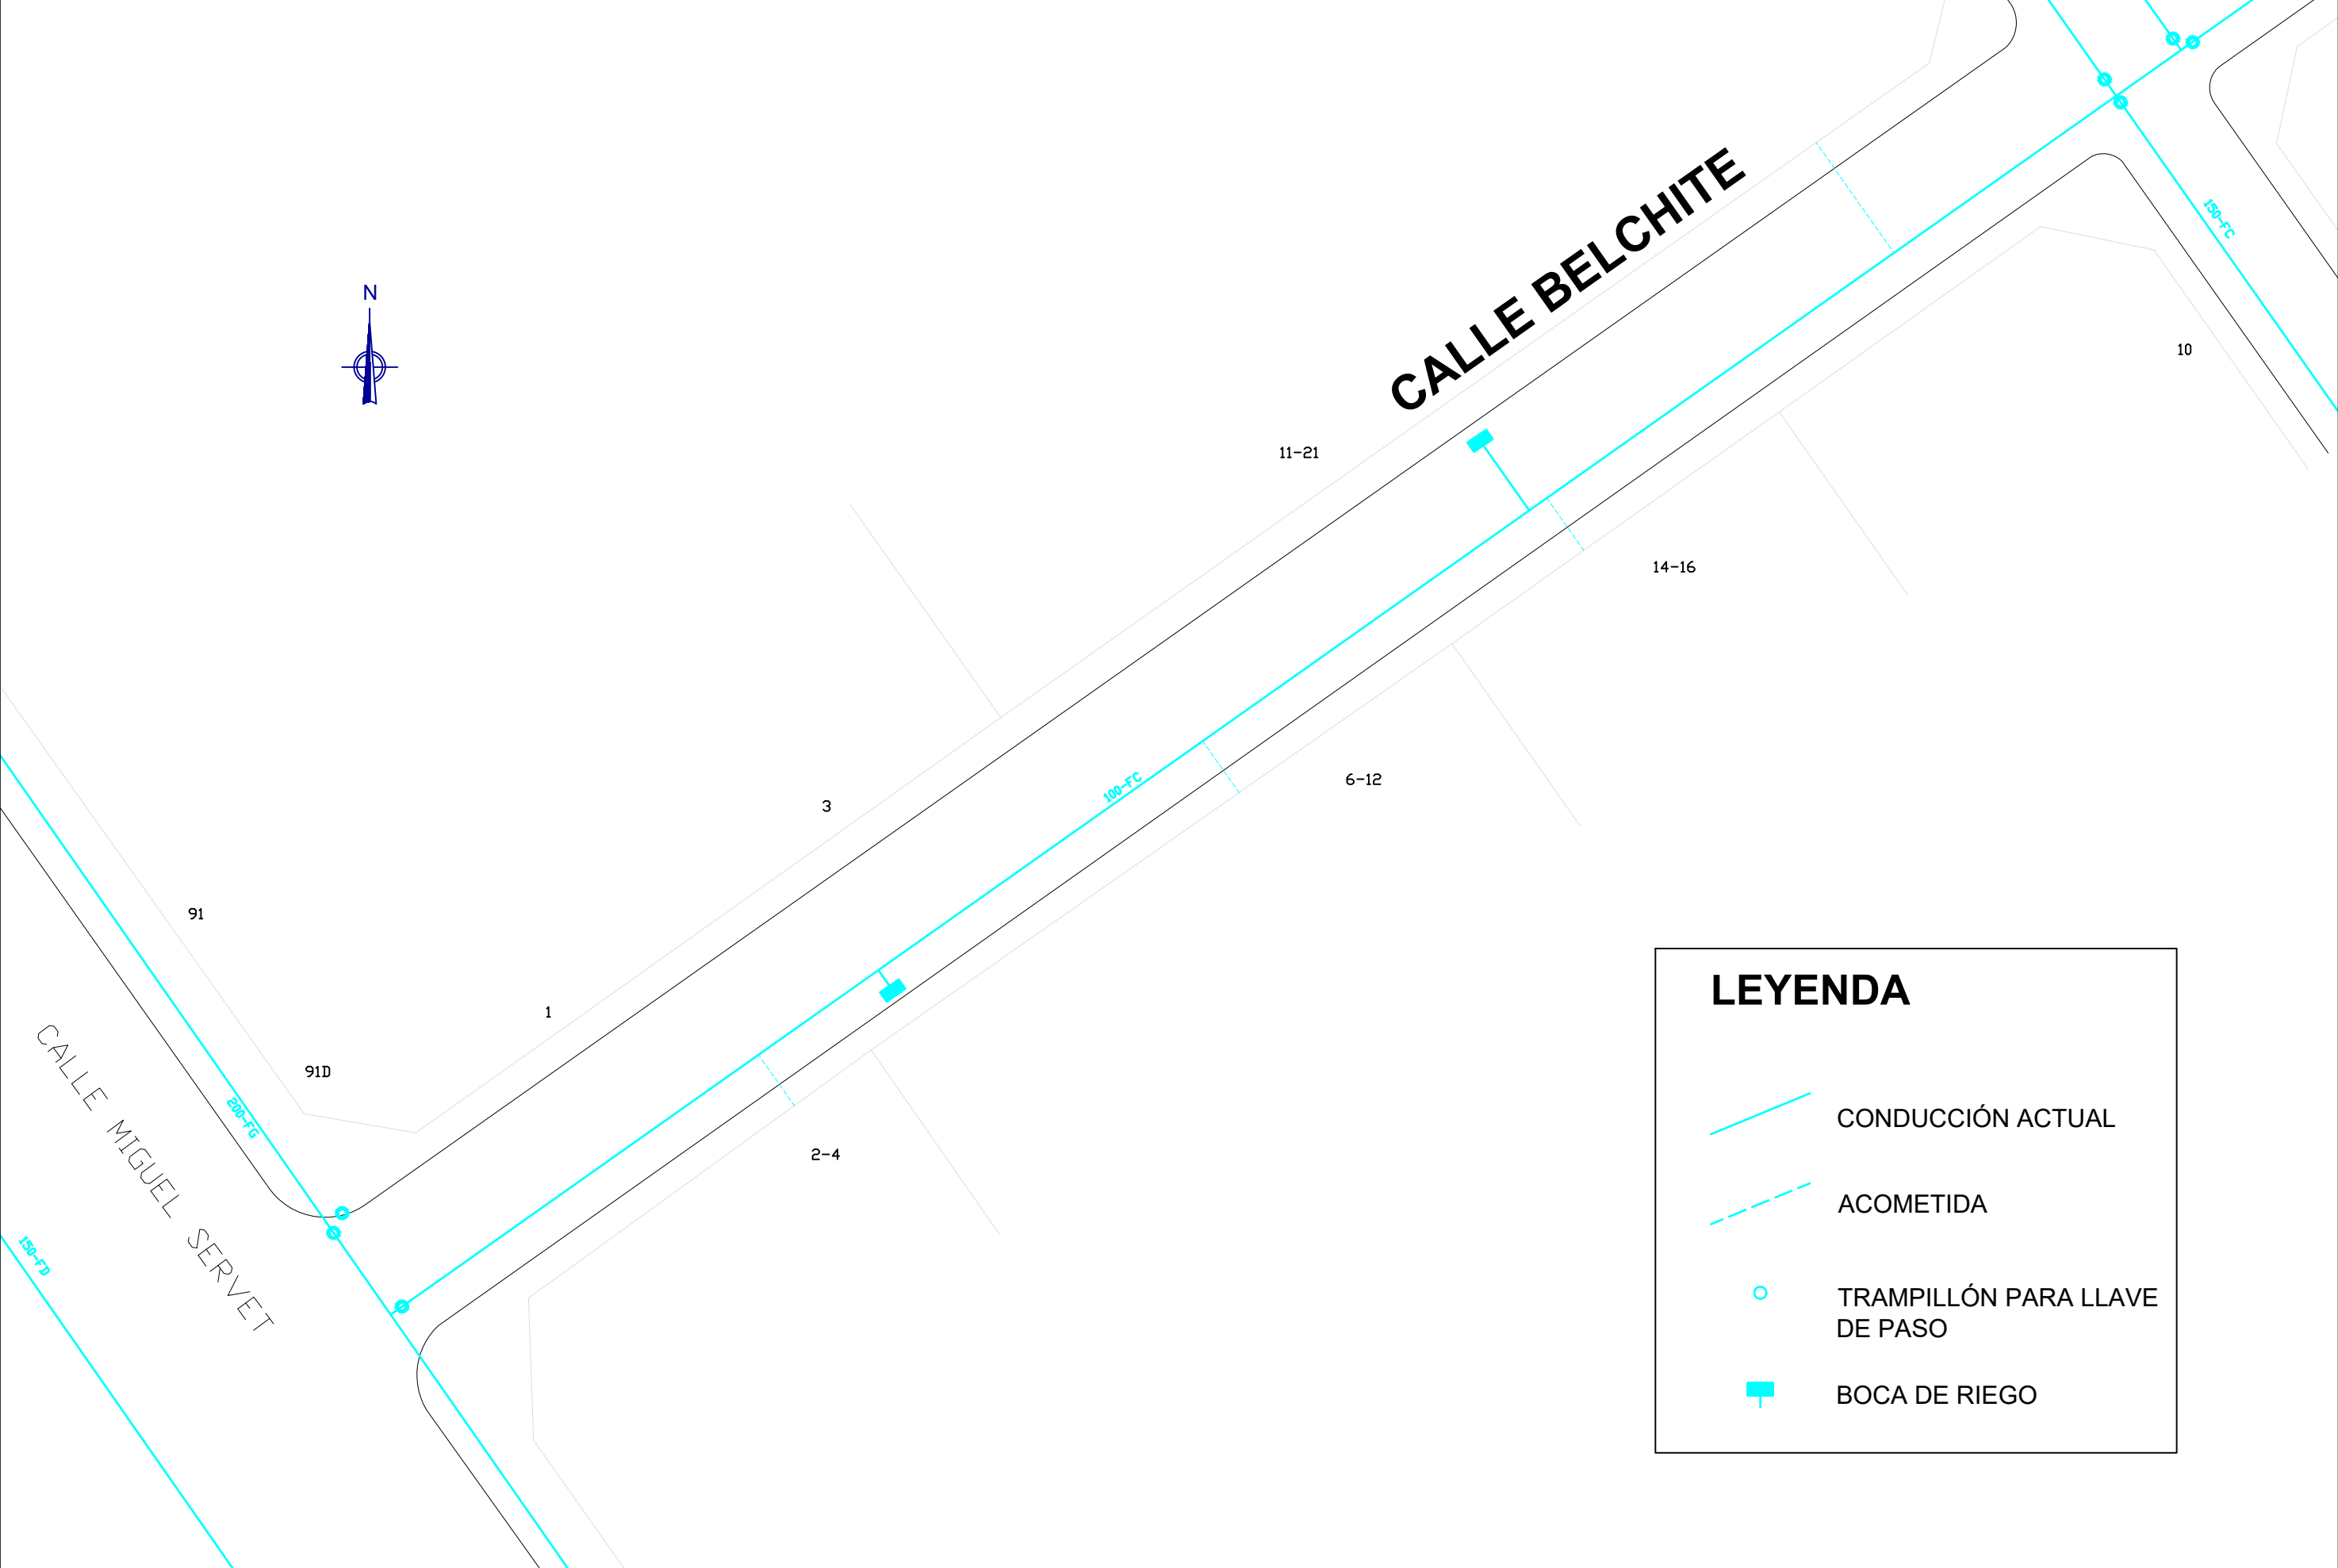 150-FC
CALLE BELCHITE
N
10
11-21
14-16
100-FC
6-12
3
91
1
91D
200-FG
CALLE MIGUEL SERVET
2-4
150-FD
LEYENDA
CONDUCCIÓN ACTUAL
ACOMETIDA
TRAMPILLÓN PARA LLAVE
DE PASO
BOCA DE RIEGO